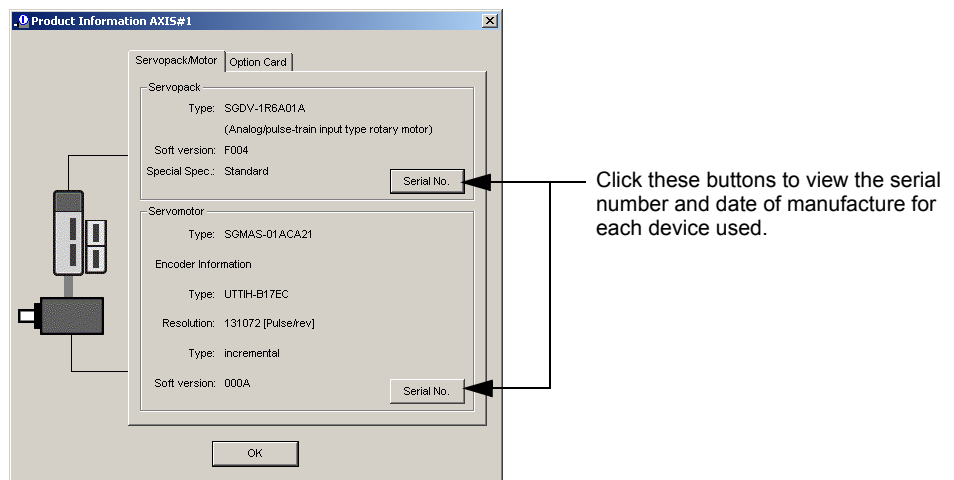 Product Information AXIS#1
Servopack/Motor Option Card
Servopack
Type: SGDV-1R6A01A
(Analog/pulse-train input type rotary motor)
Soft version: F004
Special Spec.: Standard
Serial No.
Servomotor
Type: SGMAS-01ACA21
Encoder Information
Type: UTTIH-B17EC
Resolution: 131072 [Pulse/rev]
Type: incremental
Soft version: 000A
Serial No.
OK
Click these buttons to view the serial
number and date of manufacture for
each device used.